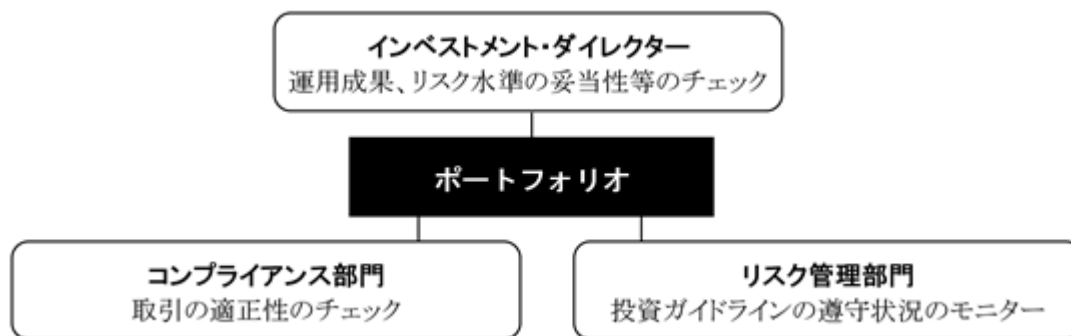 インベストメント・ダイレクター
運用成果、リスク水準の妥当性等のチェック
ポートフォリオ
コンプライアンス部門
取引の適正性のチェック
リスク管理部門
投資ガイドラインの遵守状況のモニター